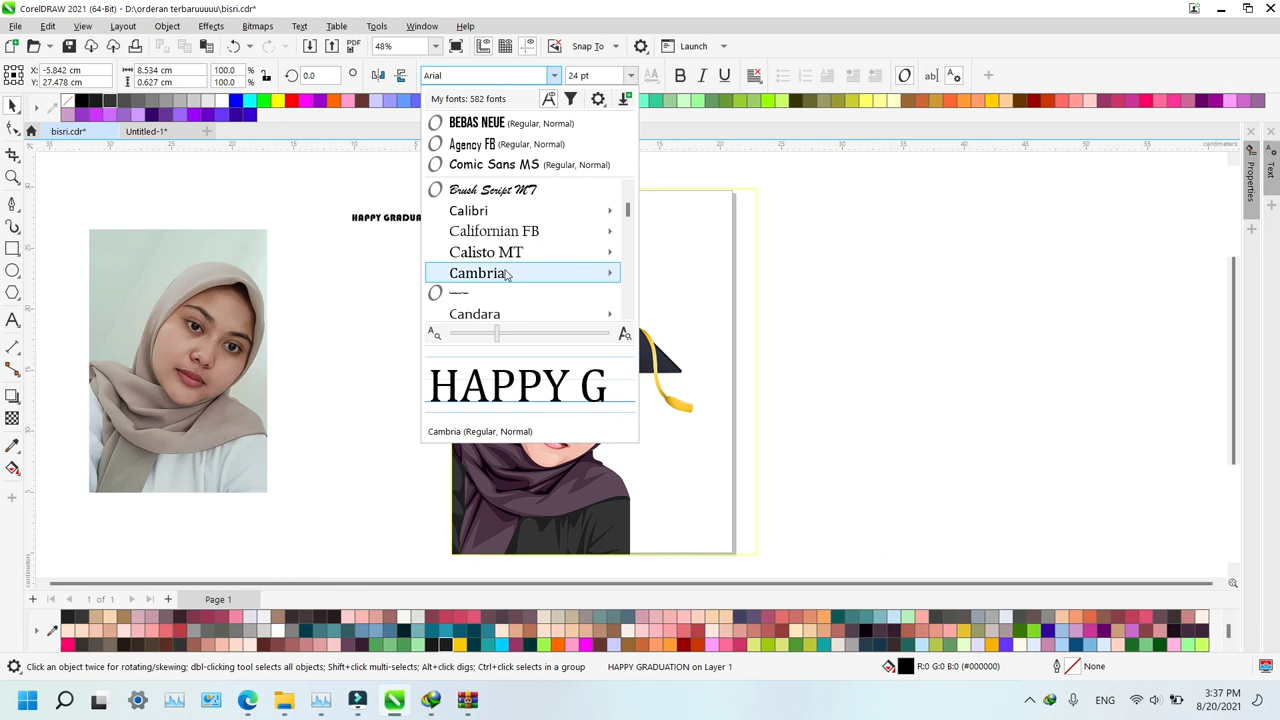 CorelDRAW 2021 (64-Bit) - D:\orderan terbaruuuuu\bisri.cdr*
File Edit View Layout Object Effects Bitmaps Text Table Tools Window Help
PDF 48% Snap To Launch
X: -5.842 cm 8.534 cm 100.0 % 0.0 Arial 24 pt B I U O ab
Y: 27.478 cm 0.627 cm 100.0 %
My fonts: 582 fonts
bisri.cdr* Untitled-1*
BEBAS NEUE (Regular, Normal)
Agency FB (Regular, Normal)
Comic Sans MS (Regular, Normal)
Brush Script MT
Calibri
Californian FB
Calisto MT
Cambria
Candara
HAPPY GRADUA
HAPPY G
Cambria (Regular, Normal)
centimeters
Properties
Text
1 of 1 Page 1
Click an object twice for rotating/skewing; dbl-clicking tool selects all objects; Shift+click multi-selects; Alt+click digs; Ctrl+click selects in a group HAPPY GRADUATION on Layer 1 R:0 G:0 B:0 (#000000) None
ENG 3:37 PM
8/20/2021